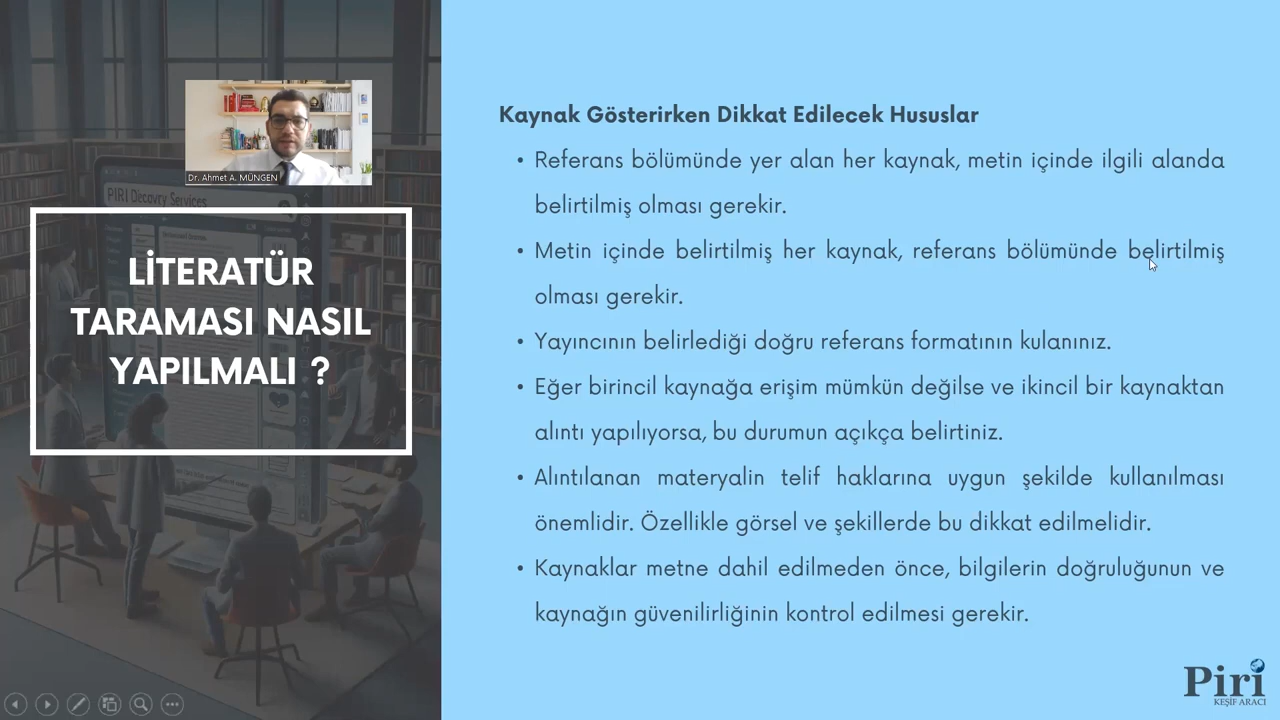 Dr. Ahmet A. MÜNGEN
PIRI Dιscovry Services
LİTERATÜR
TARAMASI NASIL
YAPILMALI ?
Kaynak Gösterirken Dikkat Edilecek Hususlar
• Referans bölümünde yer alan her kaynak, metin içinde ilgili alanda
belirtilmiş olması gerekir.
• Metin içinde belirtilmiş her kaynak, referans bölümünde belirtilmiş
olması gerekir.
• Yayıncının belirlediği doğru referans formatının kulanınız.
• Eğer birincil kaynağa erişim mümkün değilse ve ikincil bir kaynaktan
alıntı yapılıyorsa, bu durumun açıkça belirtiniz.
• Alıntılanan materyalin telif haklarına uygun şekilde kullanılması
önemlidir. Özellikle görsel ve şekillerde bu dikkat edilmelidir.
• Kaynaklar metne dahil edilmeden önce, bilgilerin doğruluğunun ve
kaynağın güvenilirliğinin kontrol edilmesi gerekir.
Piri
KEŞİF ARACI